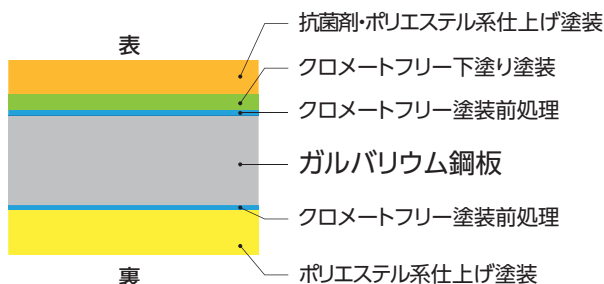 表
抗菌剤・ポリエステル系仕上げ塗装
クロメートフリー下塗り塗装
クロメートフリー塗装前処理
ガルバリウム鋼板
クロメートフリー塗装前処理
ポリエステル系仕上げ塗装
裏